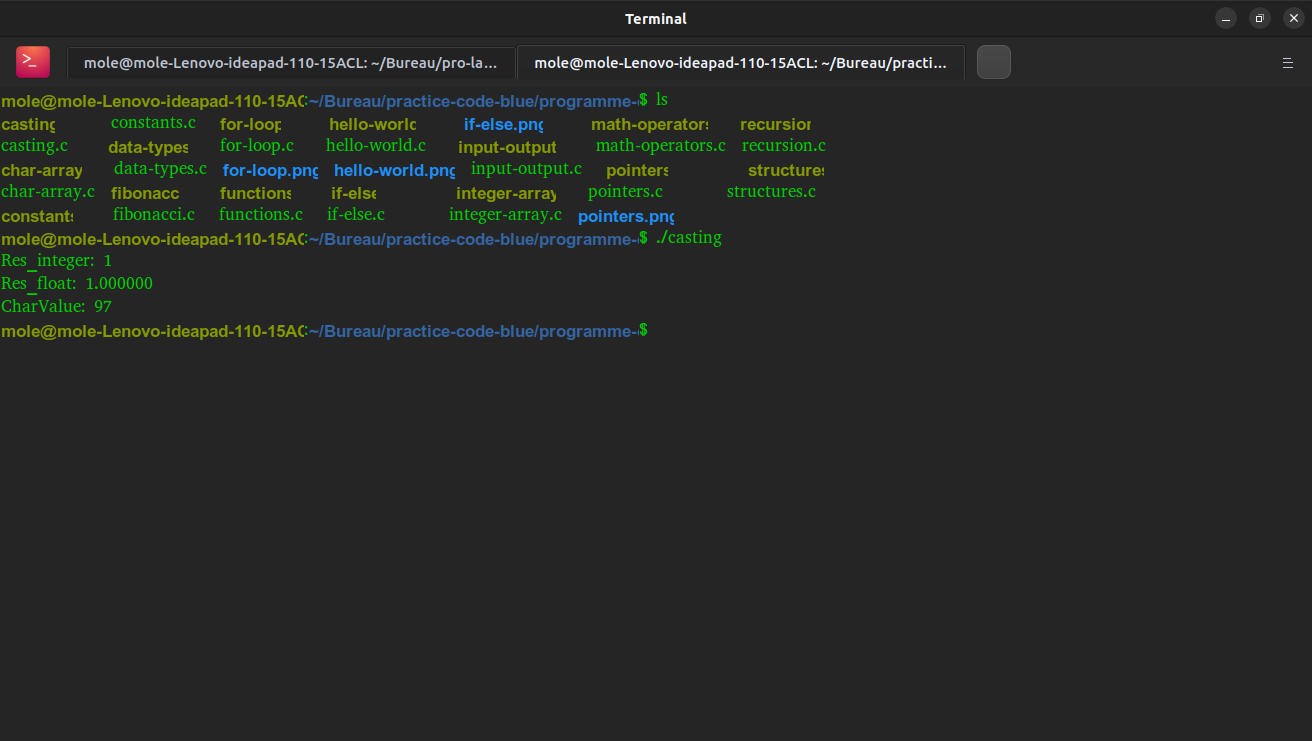 Terminal
mole@mole-Lenovo-ideapad-110-15ACL: ~/Bureau/pro-la... mole@mole-Lenovo-ideapad-110-15ACL: ~/Bureau/practi...
mole@mole-Lenovo-ideapad-110-15AC:~/Bureau/practice-code-blue/programme-$ ls
casting constants.c for-loop hello-world if-else.png math-operators recursion
casting.c data-types for-loop.c hello-world.c input-output math-operators.c recursion.c
char-array data-types.c for-loop.png hello-world.png input-output.c pointers structures
char-array.c fibonacc functions if-else integer-array pointers.c structures.c
constants fibonacci.c functions.c if-else.c integer-array.c pointers.png
mole@mole-Lenovo-ideapad-110-15AC:~/Bureau/practice-code-blue/programme-$ ./casting
Res_integer: 1
Res_float: 1.000000
CharValue: 97
mole@mole-Lenovo-ideapad-110-15AC:~/Bureau/practice-code-blue/programme-$